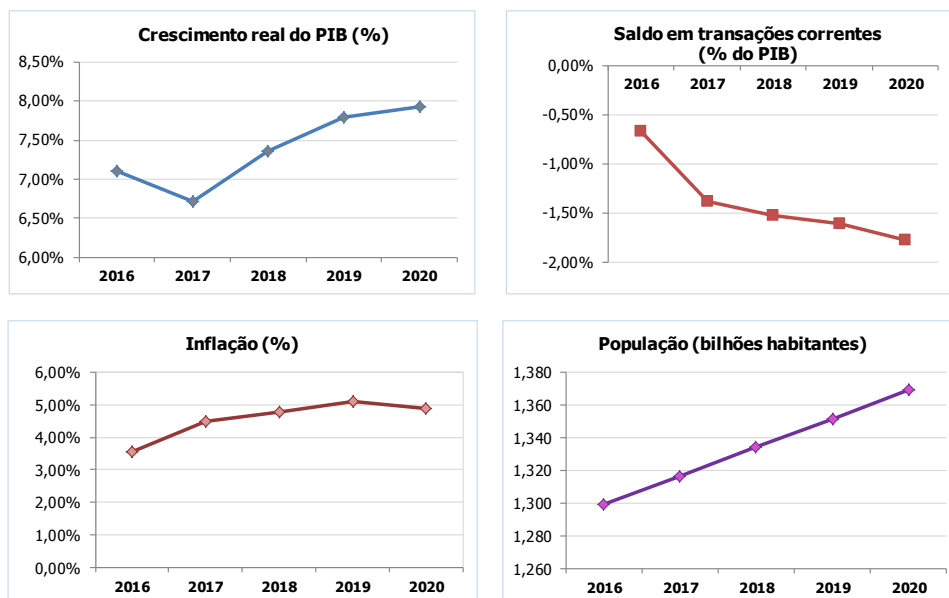 Crescimento real do PIB (%)
8,50%
8,00%
7,50%
7,00%
6,50%
6,00%
2016 2017 2018 2019 2020
Saldo em transações correntes
(% do PIB)
0,00%
2016 2017 2018 2019 2020
-0,50%
-1,00%
-1,50%
-2,00%
Inflação (%)
6,00%
5,00%
4,00%
3,00%
2,00%
1,00%
0,00%
2016 2017 2018 2019 2020
População (bilhões habitantes)
1,380
1,360
1,340
1,320
1,300
1,280
1,260
2016 2017 2018 2019 2020